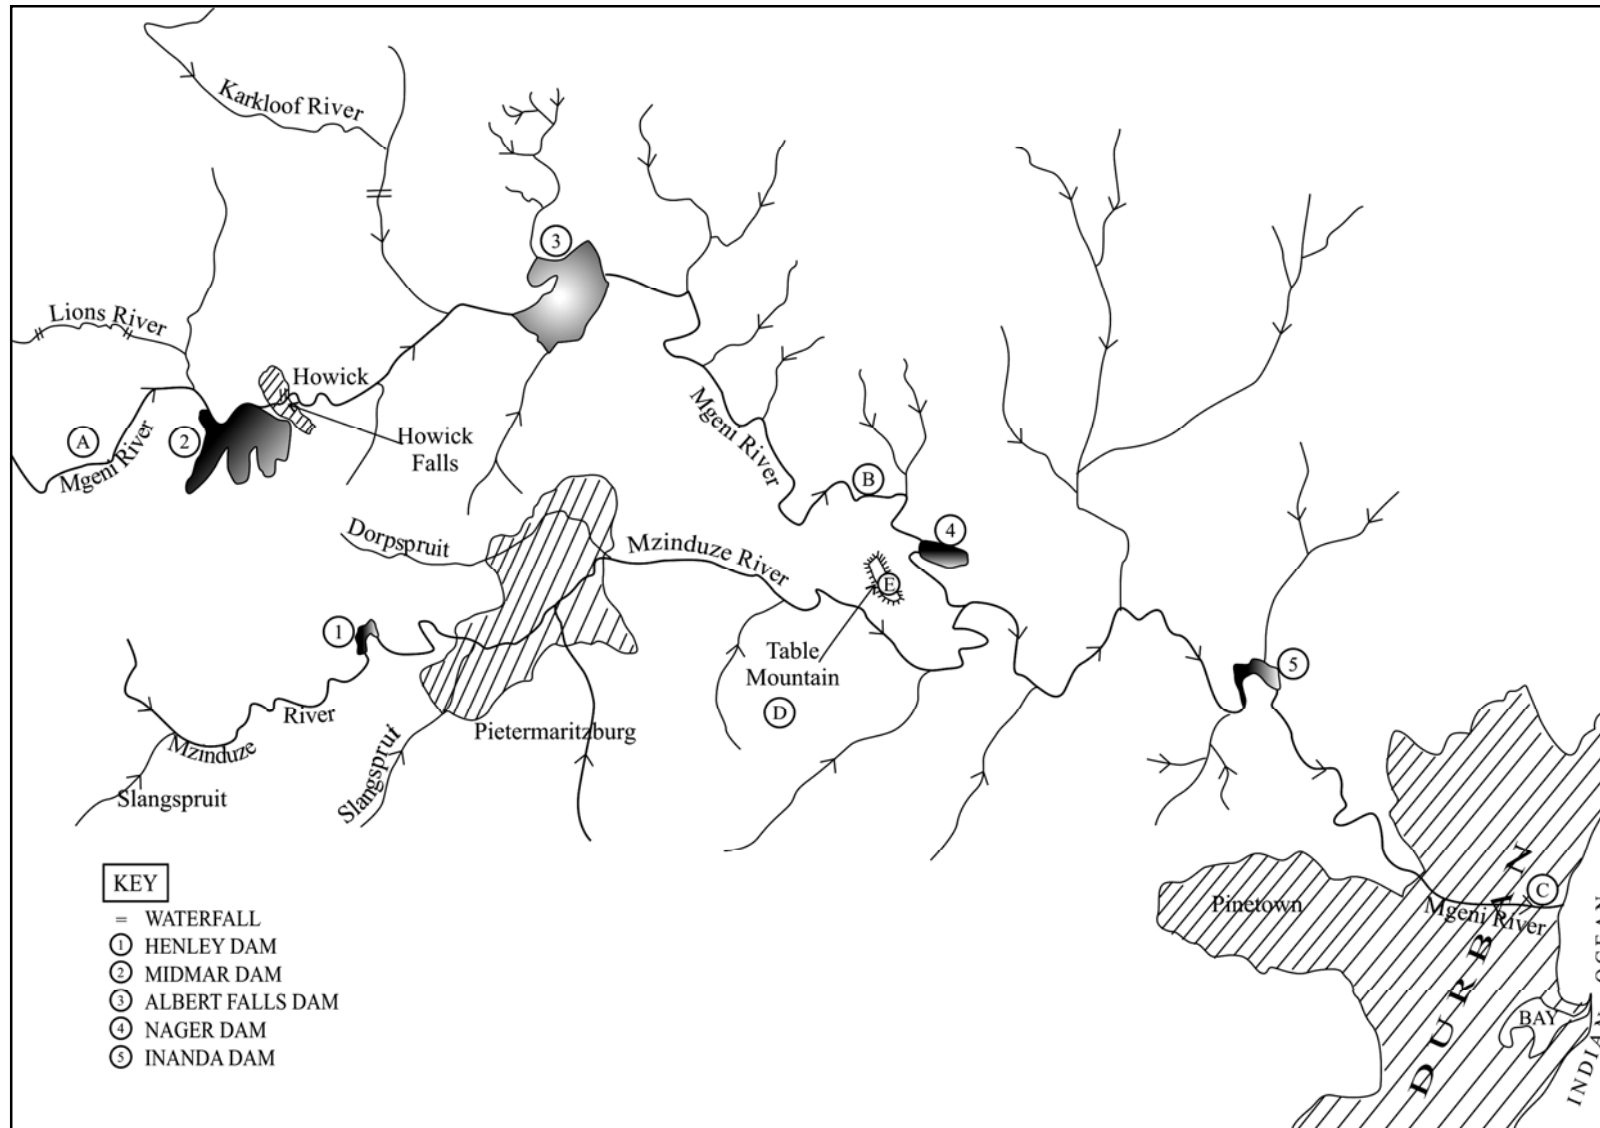 Karkloof River
3
Lions River
Howick
A
Mgeni River
2
Howick
Falls
Mgeni River
B
4
Dorpspruit
Mzinduze River
E
1
Table
Mountain
D
5
River
Mzinduze
Pietermaritzburg
Slangspruit
Slangspruit
C
Pinetown
Mgeni River
DURBAN
BAY
INDIAN OCEAN
KEY
= WATERFALL
1 HENLEY DAM
2 MIDMAR DAM
3 ALBERT FALLS DAM
4 NAGER DAM
5 INANDA DAM